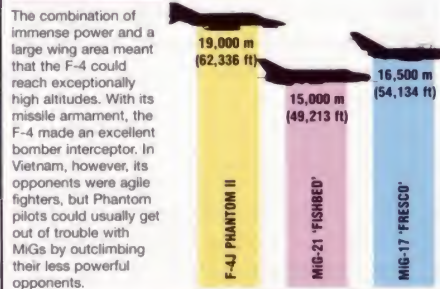 The combination of
immense power and a
large wing area meant
that the F-4 could
reach exceptionally
high altitudes. With its
missile armament, the
F-4 made an excellent
bomber interceptor. In
Vietnam, however, its
opponents were agile
fighters, but Phantom
pilots could usually get
out of trouble with
MiGs by outclimbing
their less powerful
opponents.
19,000 m
(62,336 ft)
F-4J PHANTOM II
15,000 m
(49,213 ft)
MiG-21 'FISHBED'
16,500 m
(54,134 ft)
MiG-17 'FRESCO'